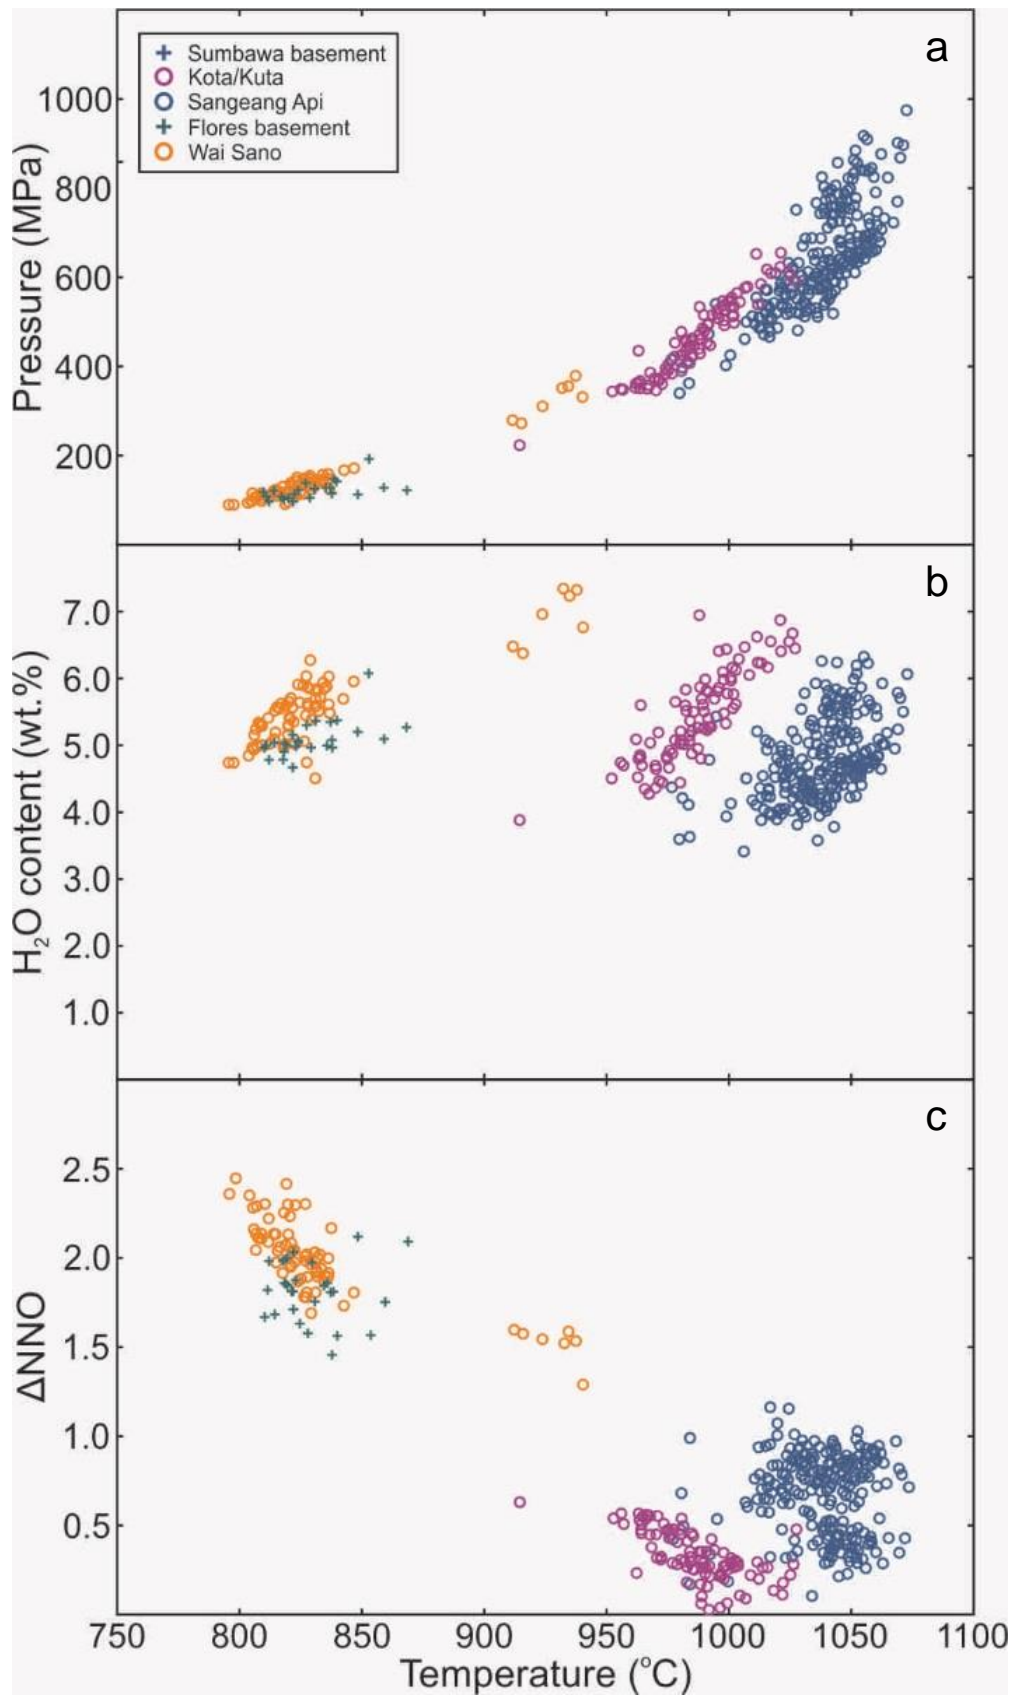 a
Sumbawa basement
Kota/Kuta
Sangeang Api
Flores basement
Wai Sano
Pressure (MPa)
1000
800
600
400
200
b
H₂O content (wt.%)
7.0
6.0
5.0
4.0
3.0
2.0
1.0
c
ΔNNO
2.5
2.0
1.5
1.0
0.5
750 800 850 900 950 1000 1050 1100
Temperature (°C)